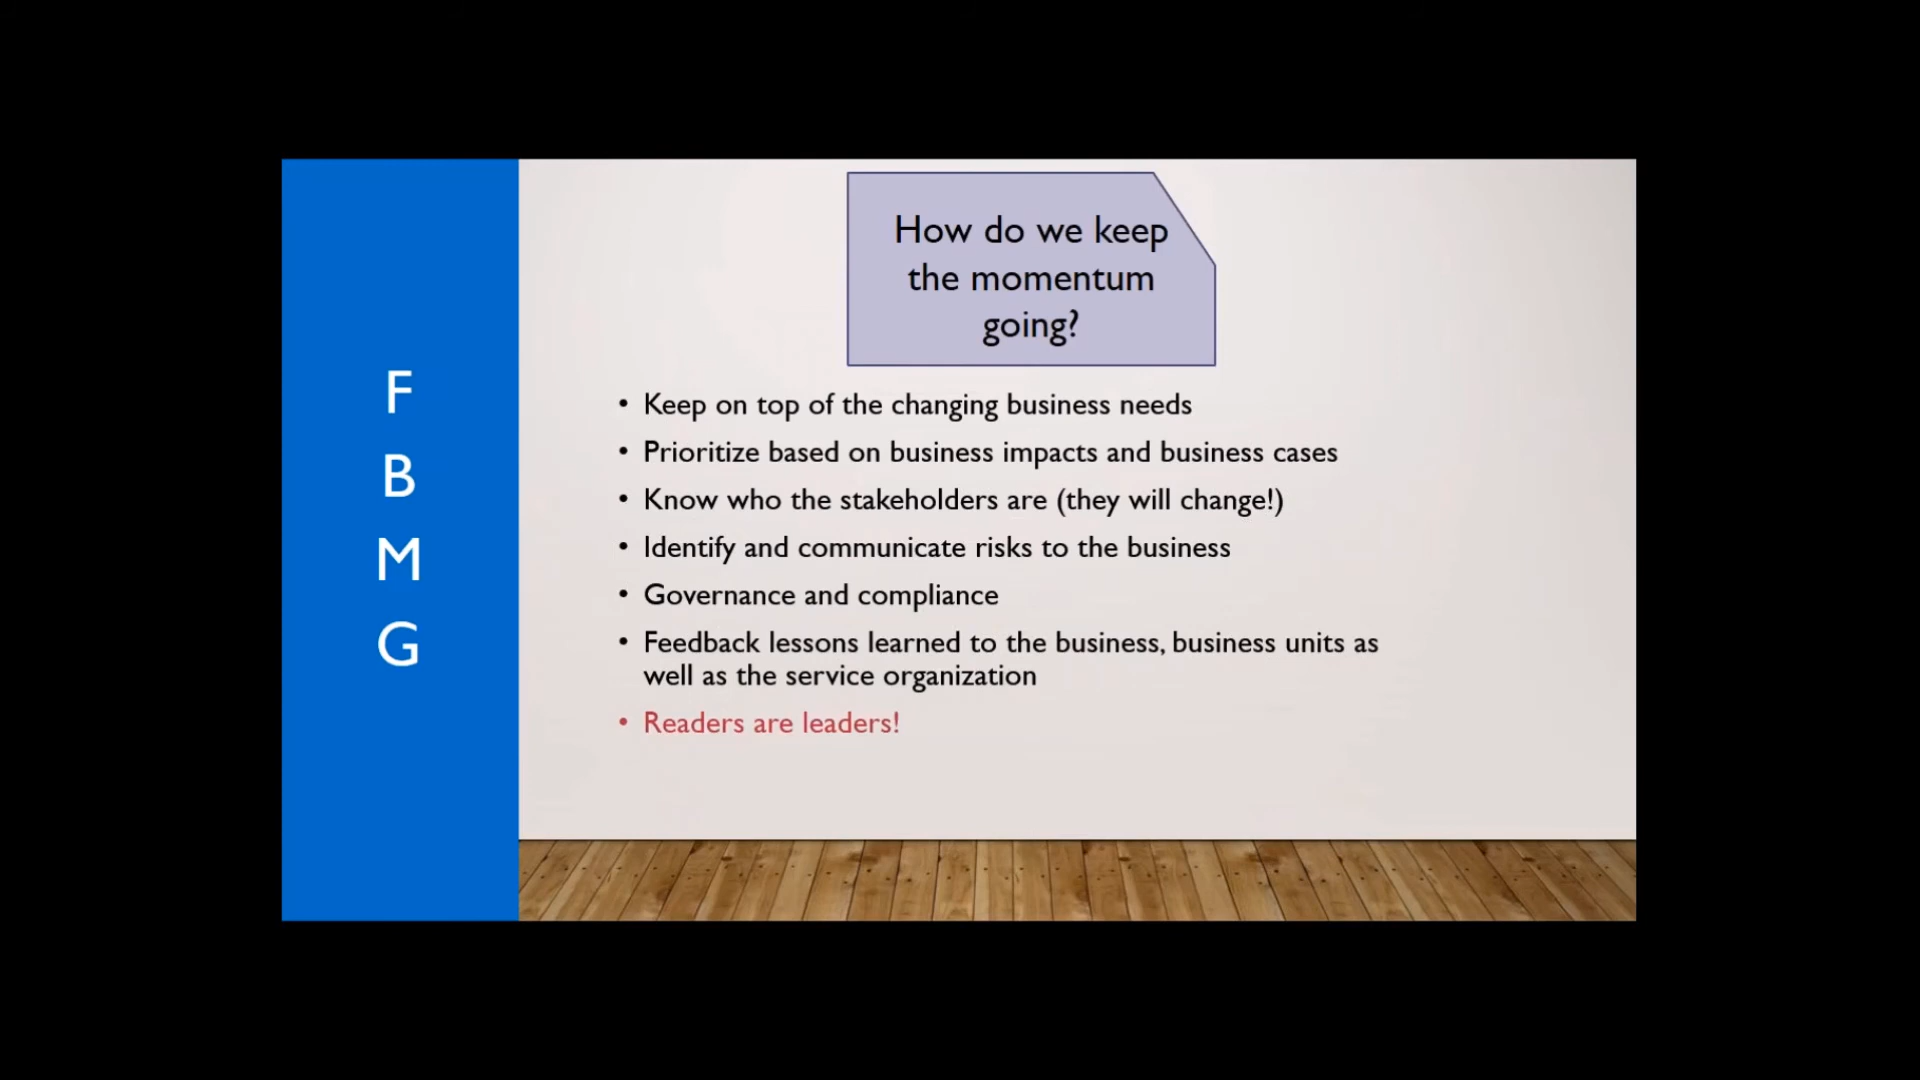 F
B
M
G
How do we keep
the momentum
going?
• Keep on top of the changing business needs
• Prioritize based on business impacts and business cases
• Know who the stakeholders are (they will change!)
• Identify and communicate risks to the business
• Governance and compliance
• Feedback lessons learned to the business, business units as
well as the service organization
• Readers are leaders!